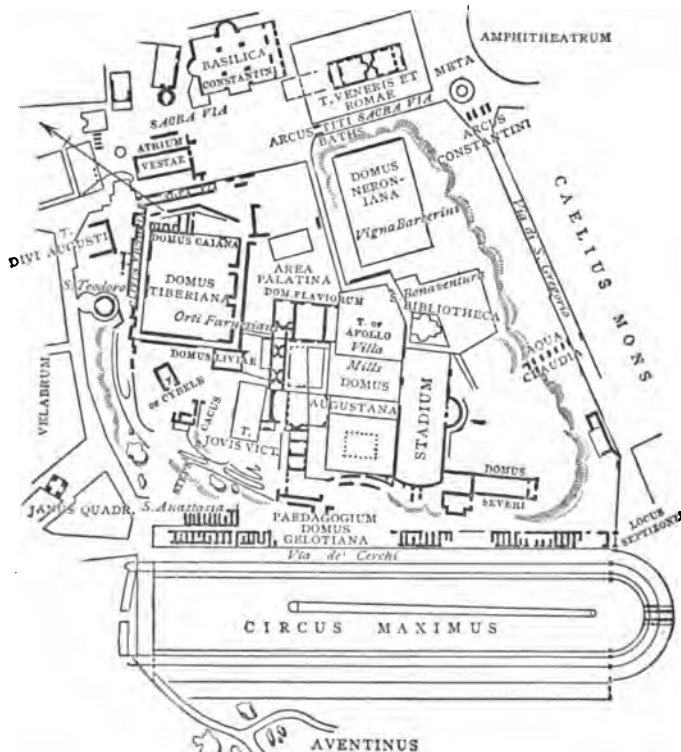 AMPHITHEATRUM
BASILICA
CONSTANTINI
META
T. VENERIS ET
ROMAE
SACRA VIA
ARCUS TITI SACRA VIA
ARCUS
CONSTANTINI
BATHS
ATRIUM
VESTAE
DOMUS
NERON-
IANA
Vigna Barberini
CAELIUS MONS
Via di S. Gregorio
T.
DIVI AUGUSTI
DOMUS CAIANA
AREA
PALATINA
DOMUS
TIBERIANA
S. Teodoro
DOM. FLAVIORUM
Bonaventura
S. BIBLIOTHECA
Orti Farnesiani
T. OF
APOLLO
Villa
Mills
AQUA
CLAUDIA
DOMUS LIVIAE
DOMUS
AUGUSTANA
T.
OF CYBELE
VELABRUM
CACUS
STADIUM
T.
JOVIS VICT.
DOMUS
SEVERI
JANUS QUADR.
S. Anastasia
PAEDAGOGIUM
DOMUS
GELOTIANA
LOCUS
SEPTIZONI
Via de' Cerchi
CIRCUS MAXIMUS
AVENTINUS